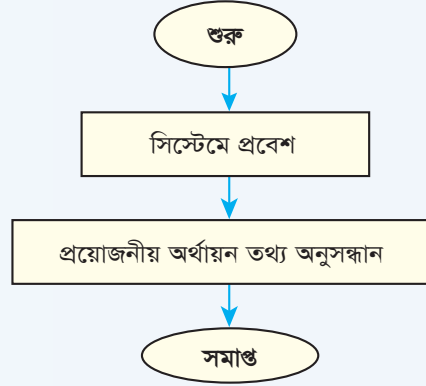 শুরু
সিস্টেমে প্রবেশ
প্রয়োজনীয় অর্থায়ন তথ্য অনুসন্ধান
সমাপ্ত